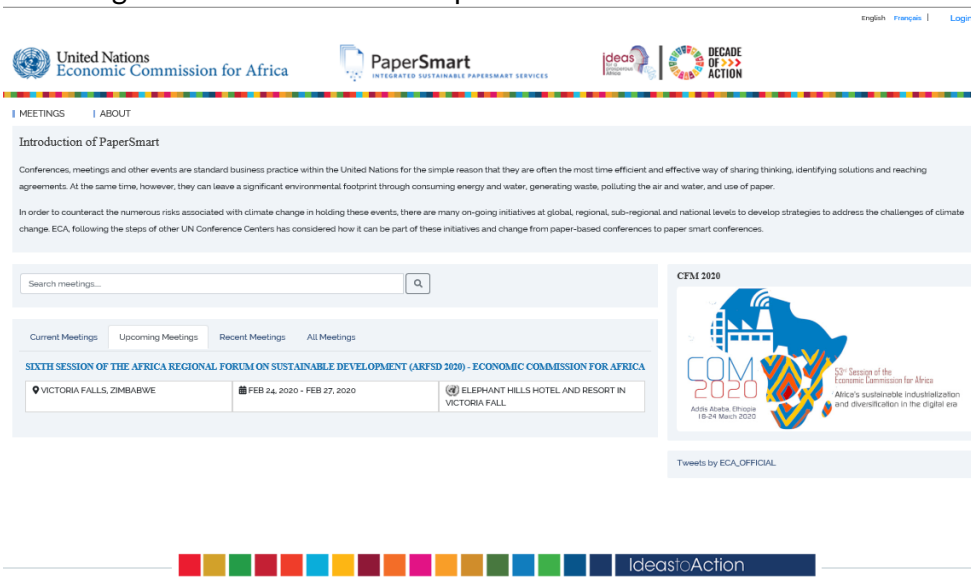 English Français | Login
United Nations
Economic Commission for Africa
PaperSmart
INTEGRATED SUSTAINABLE PAPERSMART SERVICES
ideas
for a
prosperous
Africa
DECADE
OF >>>
ACTION
MEETINGS
ABOUT
Introduction of PaperSmart
Conferences, meetings and other events are standard business practice within the United Nations for the simple reason that they are often the most time efficient and effective way of sharing thinking, identifying solutions and reaching
agreements. At the same time, however, they can leave a significant environmental footprint through consuming energy and water, generating waste, polluting the air and water, and use of paper.
In order to counteract the numerous risks associated with climate change in holding these events, there are many on-going initiatives at global, regional, sub-regional and national levels to develop strategies to address the challenges of climate
change. ECA, following the steps of other UN Conference Centers has considered how it can be part of these initiatives and change from paper-based conferences to paper smart conferences.
Search meetings...
Current Meetings Upcoming Meetings Recent Meetings All Meetings
SIXTH SESSION OF THE AFRICA REGIONAL FORUM ON SUSTAINABLE DEVELOPMENT (ARFSD 2020) - ECONOMIC COMMISSION FOR AFRICA
VICTORIA FALLS, ZIMBABWE
FEB 24, 2020 - FEB 27, 2020
ELEPHANT HILLS HOTEL AND RESORT IN
VICTORIA FALL
CFM 2020
COM
2020
Addis Ababa, Ethiopia
18-24 March 2020
53rd Session of the
Economic Commission for Africa
Africa's sustainable industrialization
and diversification in the digital era
Tweets by ECA_OFFICIAL
IdeastoAction